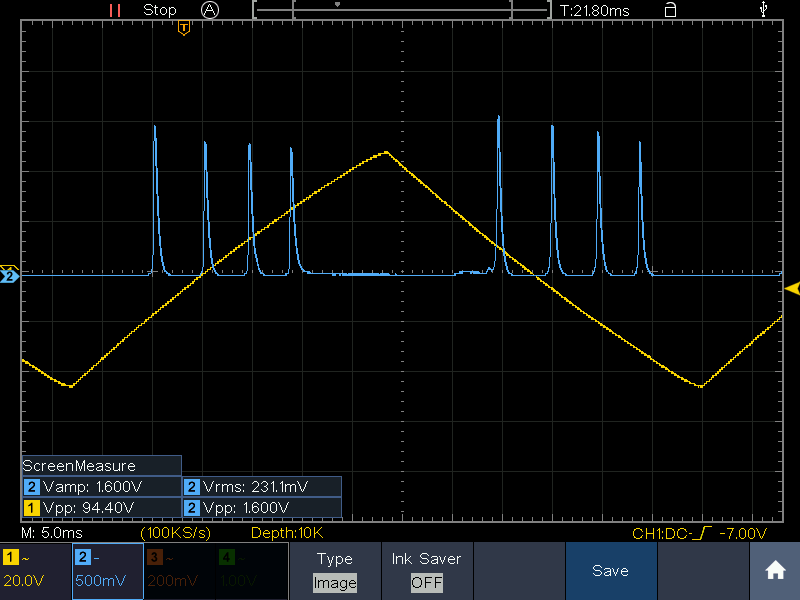 Stop A T:21.80ms
T
2
ScreenMeasure
2 Vamp: 1.600V 2 Vrms: 231.1mV
1 Vpp: 94.40V 2 Vpp: 1.600V
M: 5.0ms (100KS/s) Depth:10K CH1:DC- -7.00V
1 ~ 2 - 3 ~ 4 -
20.0V 500mV 200mV 1.00V
Type Ink Saver Save
Image OFF